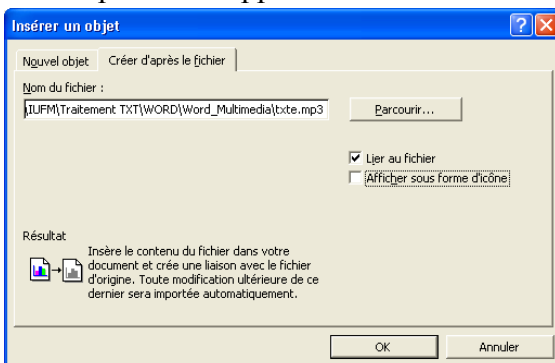 Insérer un objet
Nouvel objet Créer d'après le fichier
Nom du fichier :
\IUFM\Traitement TXT\WORD\Word_Multimedia\txte.mp3 Parcourir...
Lier au fichier
Afficher sous forme d'icône
Résultat
Insère le contenu du fichier dans votre
document et crée une liaison avec le fichier
d'origine. Toute modification ultérieure de ce
dernier sera importée automatiquement.
OK Annuler